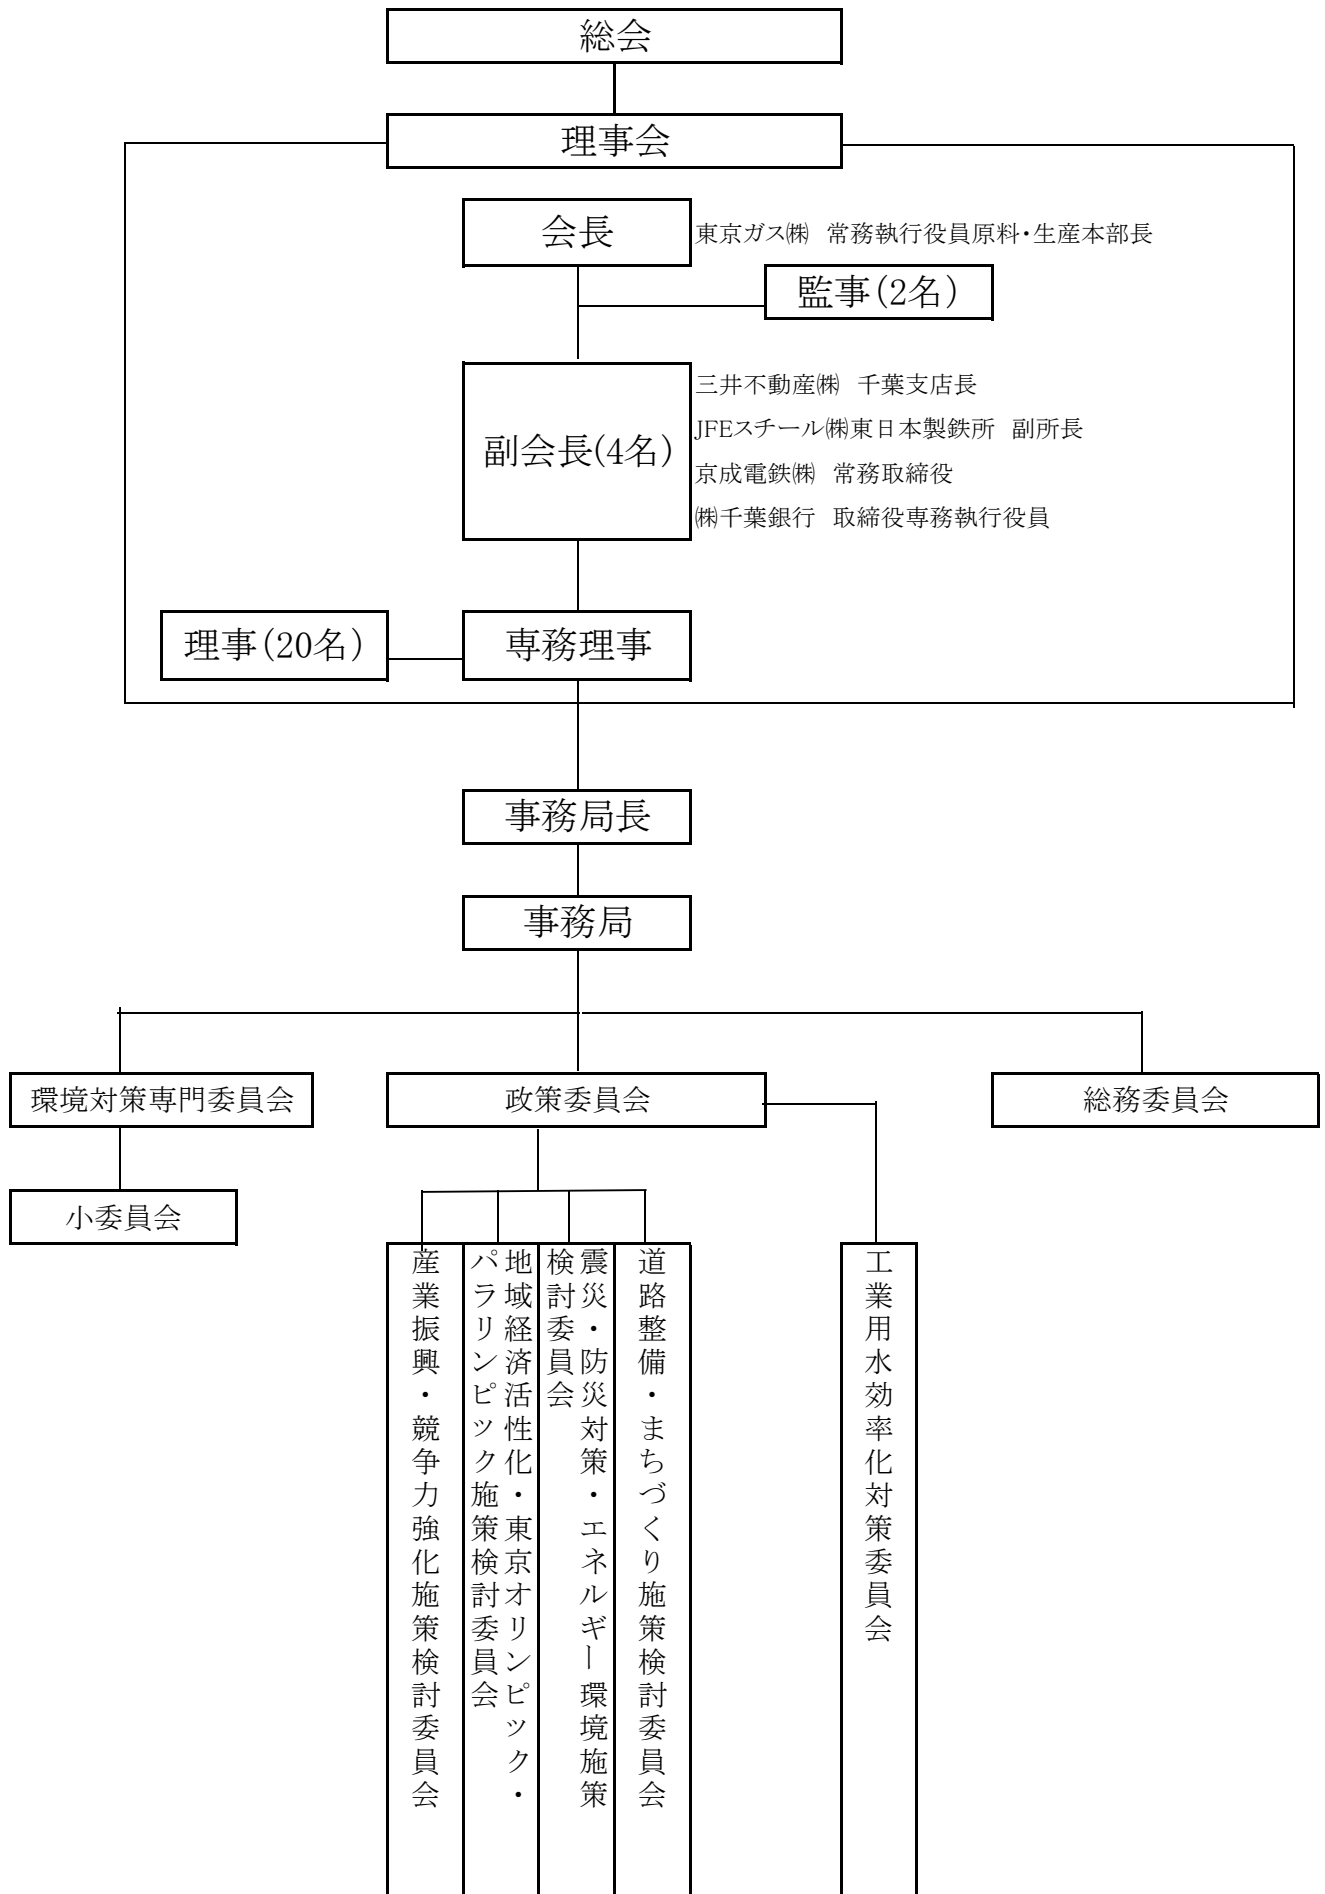 総会
理事会
会長
東京ガス㈱ 常務執行役員原料・生産本部長
監事(2名)
副会長(4名)
三井不動産㈱ 千葉支店長
JFEスチール㈱東日本製鉄所 副所長
京成電鉄㈱ 常務取締役
㈱千葉銀行 取締役専務執行役員
理事(20名)
専務理事
事務局長
事務局
環境対策専門委員会
政策委員会
総務委員会
小委員会
産業振興・競争力強化施策検討委員会
地域経済活性化・東京オリンピック・
パラリンピック施策検討委員会
震災・防災対策・エネルギー環境施策
検討委員会
道路整備・まちづくり施策検討委員会
工業用水効率化対策委員会